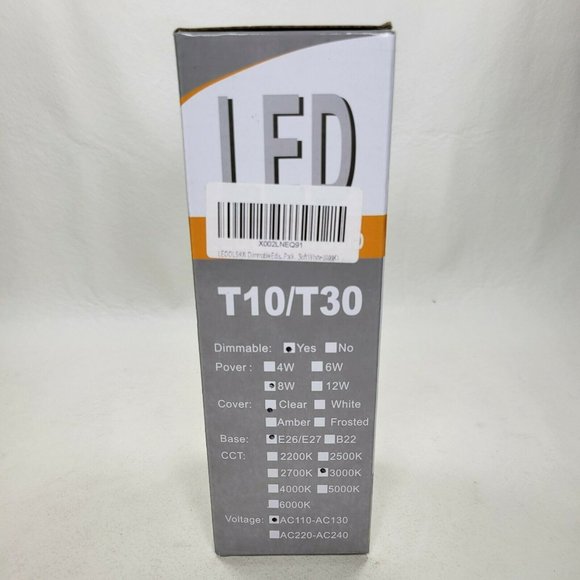 LED
X002LNEQ91
T10/T30
Dimmable: Yes No
Pover: 4W 6W
8W 12W
Cover: Clear White
Amber Frosted
Base: E26/E27 B22
CCT: 2200K 2500K
2700K 3000K
4000K 5000K
6000K
Voltage: AC110-AC130
AC220-AC240